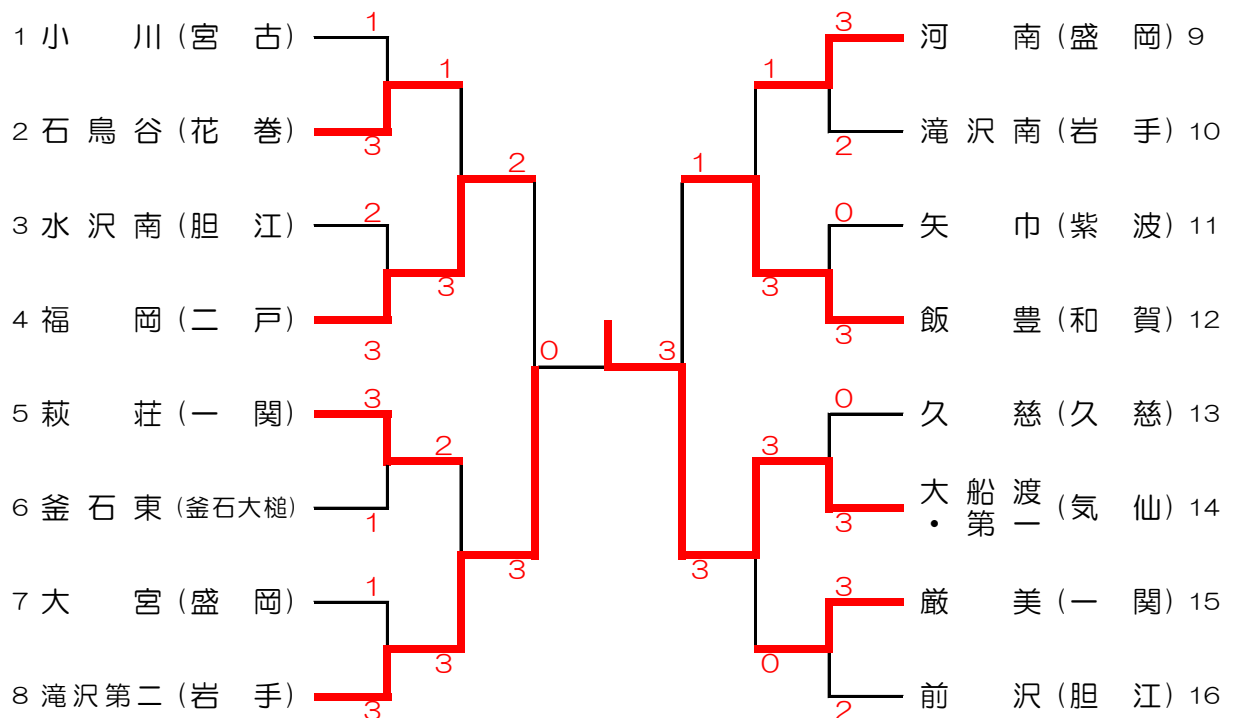 1 小川(宮古)
1
1
2 石鳥谷(花巻)
3
2
3 水沢南(胆江)
2
3
4 福岡(二戸)
3
0
5 萩荘(一関)
3
2
6 釜石東(釜石大槌)
1
3
7 大宮(盛岡)
1
3
8 滝沢第二(岩手)
3
3
河南(盛岡) 9
1
2
滝沢南(岩手) 10
1
0
矢巾(紫波) 11
3
3
飯豊(和賀) 12
3
0
久慈(久慈) 13
3
大船渡
・第一(気仙) 14
3
3
3
厳美(一関) 15
0
2
前沢(胆江) 16